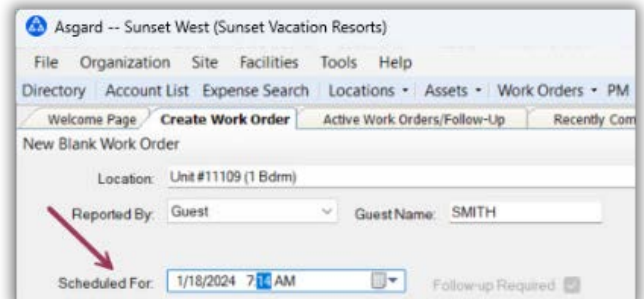 Asgard -- Sunset West (Sunset Vacation Resorts)
File Organization Site Facilities Tools Help
Directory Account List Expense Search Locations Assets Work Orders PM
Welcome Page Create Work Order Active Work Orders/Follow-Up Recently Com
New Blank Work Order
Location: Unit #11109 (1 Bdrm)
Reported By: Guest Guest Name: SMITH
Scheduled For: 1/18/2024 7:14 AM Follow-up Required